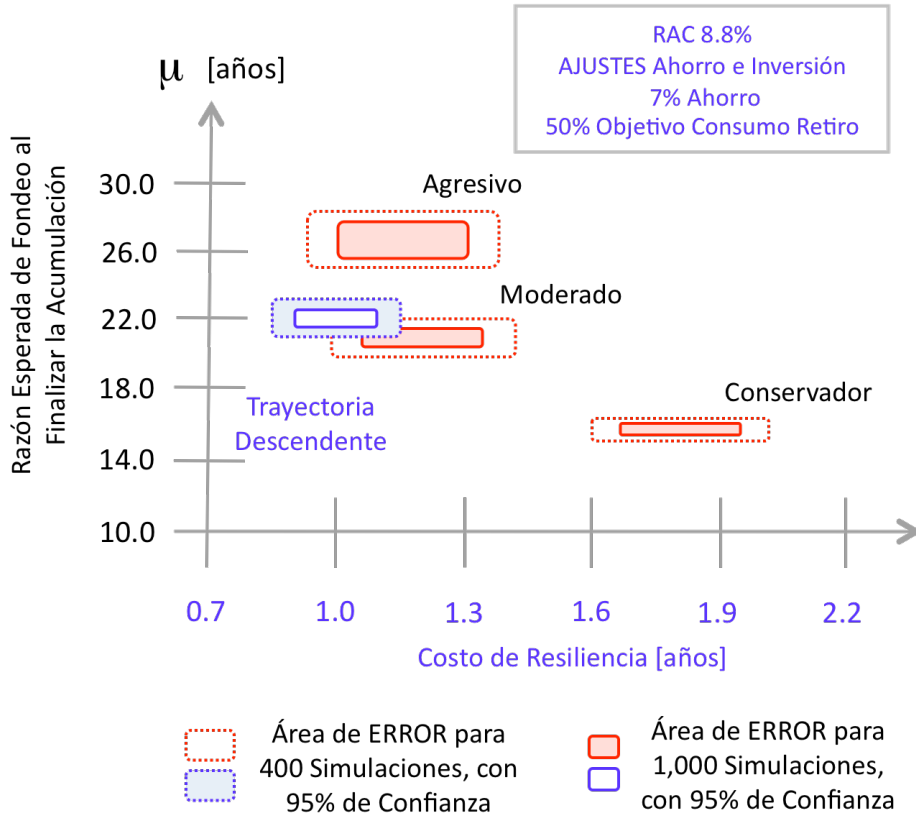 RAC 8.8%
AJUSTES Ahorro e Inversión
7% Ahorro
50% Objetivo Consumo Retiro
μ [años]
Razón Esperada de Fondeo al
Finalizar la Acumulación
30.0
26.0
22.0
18.0
14.0
10.0
Agresivo
Moderado
Conservador
Trayectoria
Descendente
0.7
1.0
1.3
1.6
1.9
2.2
Costo de Resiliencia [años]
Área de ERROR para
400 Simulaciones, con
95% de Confianza
Área de ERROR para
1,000 Simulaciones,
con 95% de Confianza